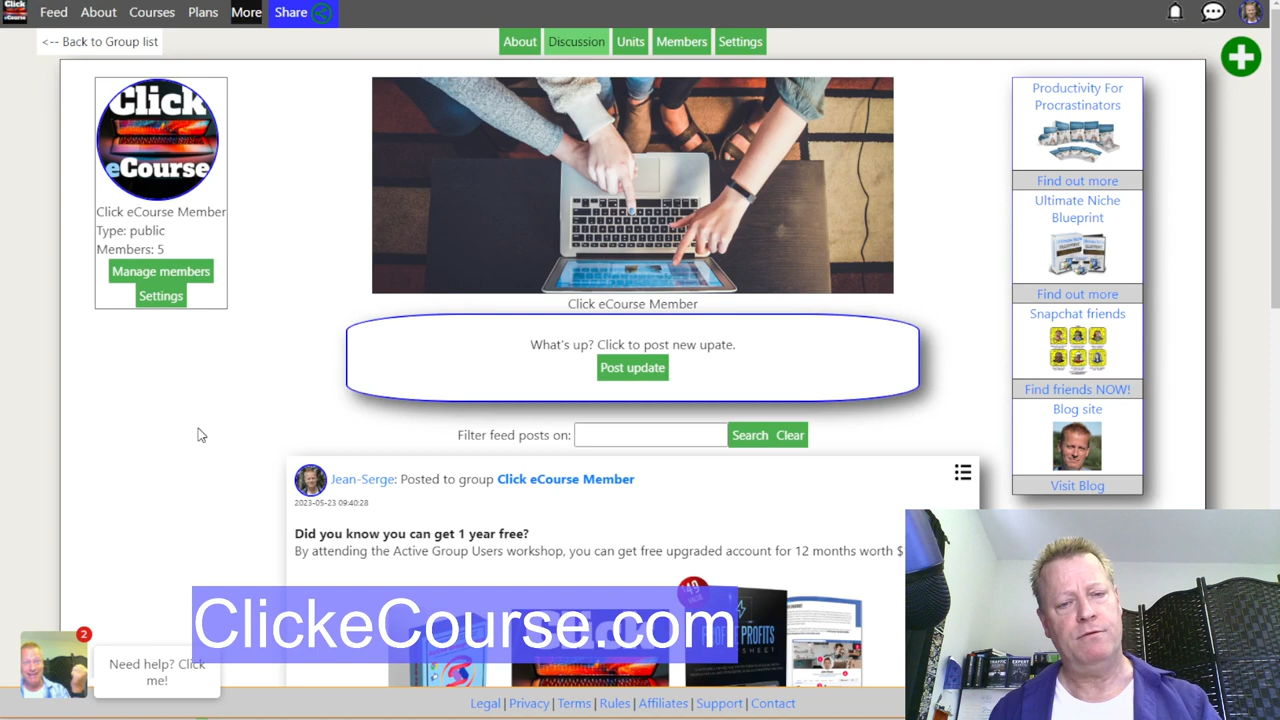 Click
eCourse
Feed
About
Courses
Plans
More
Share
<-- Back to Group list
About
Discussion
Units
Members
Settings
Click
eCourse
Click eCourse Member
Type: public
Members: 5
Manage members
Settings
Click eCourse Member
What's up? Click to post new upate.
Post update
Filter feed posts on:
Search
Clear
Jean-Serge: Posted to group Click eCourse Member
2023-05-23 09:40:28
Did you know you can get 1 year free?
By attending the Active Group Users workshop, you can get free upgraded account for 12 months worth $
$49
ClickeCourse.com
Productivity For
Procrastinators
Find out more
Ultimate Niche
Blueprint
Find out more
Snapchat friends
Find friends NOW!
Blog site
Visit Blog
2
Need help? Click
me!
Legal | Privacy | Terms | Rules | Affiliates | Support | Contact